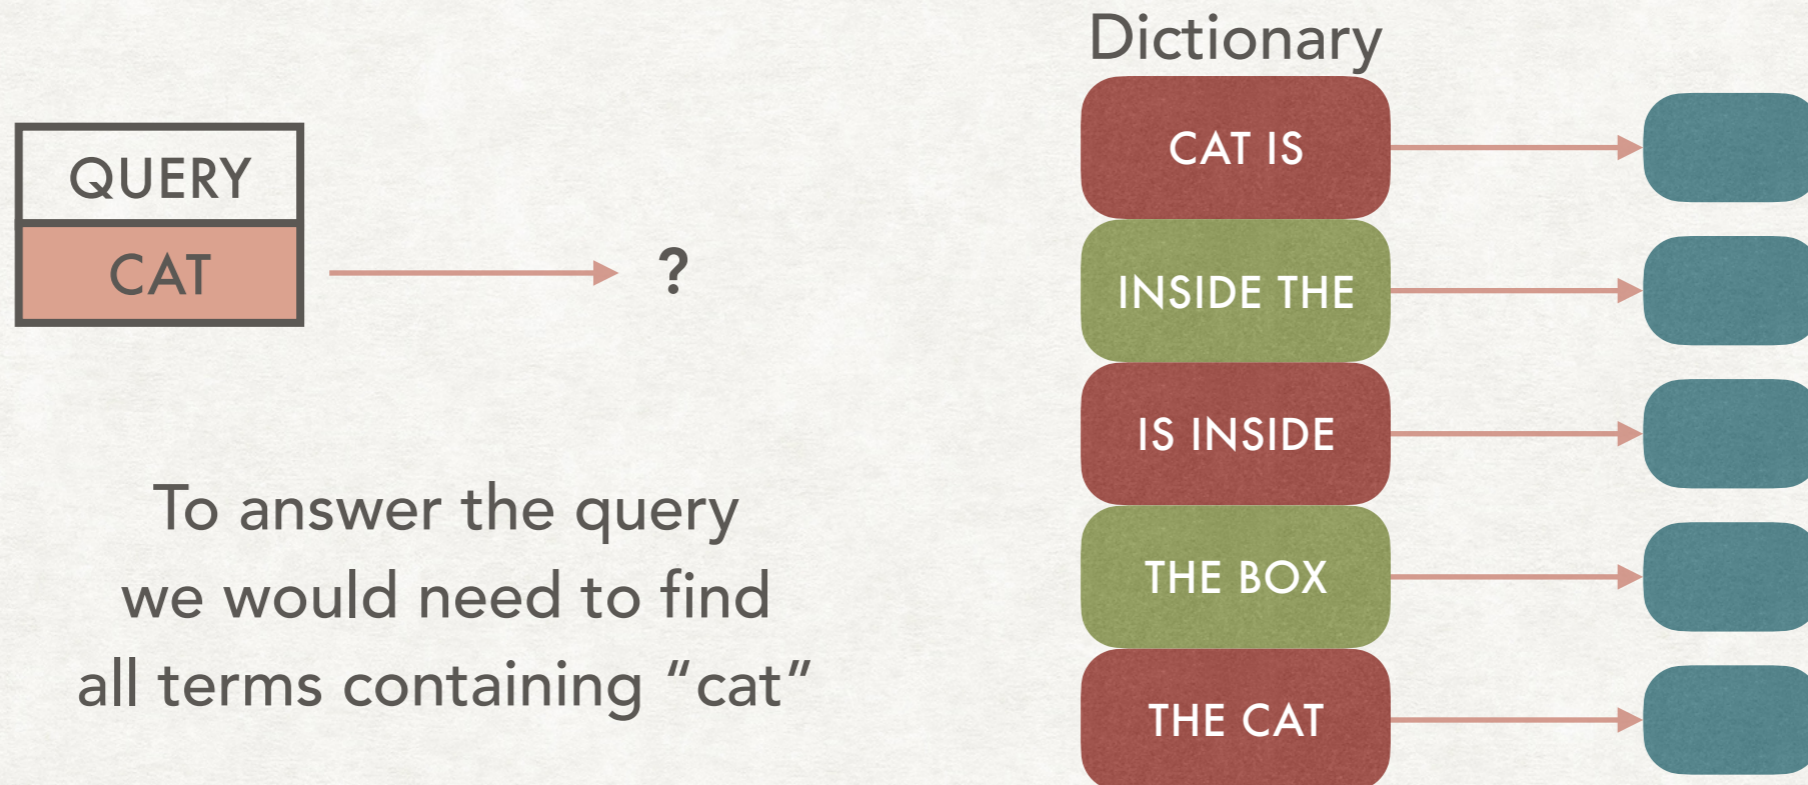 Dictionary
QUERY
CAT
?
To answer the query
we would need to find
all terms containing “cat”
CAT IS
INSIDE THE
IS INSIDE
THE BOX
THE CAT